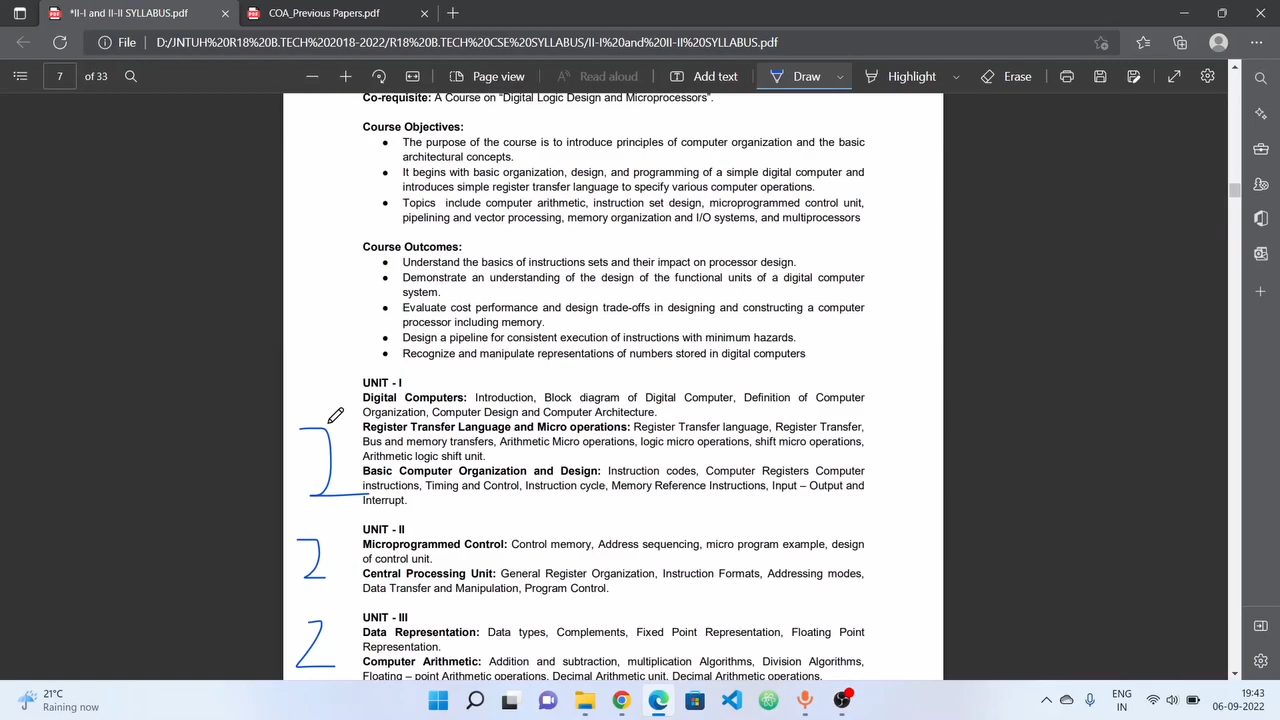 *II-I and II-II SYLLABUS.pdf
COA_Previous Papers.pdf
File
D:/JNTUH%20R18%20B.TECH%202018-2022/R18%20B.TECH%20CSE%20SYLLABUS/II-I%20and%20II-II%20SYLLABUS.pdf
7 of 33
Page view
Read aloud
Add text
Draw
Highlight
Erase
Co-requisite: A Course on “Digital Logic Design and Microprocessors”.
Course Objectives:
● The purpose of the course is to introduce principles of computer organization and the basic
architectural concepts.
● It begins with basic organization, design, and programming of a simple digital computer and
introduces simple register transfer language to specify various computer operations.
● Topics include computer arithmetic, instruction set design, microprogrammed control unit,
pipelining and vector processing, memory organization and I/O systems, and multiprocessors
Course Outcomes:
● Understand the basics of instructions sets and their impact on processor design.
● Demonstrate an understanding of the design of the functional units of a digital computer
system.
● Evaluate cost performance and design trade-offs in designing and constructing a computer
processor including memory.
● Design a pipeline for consistent execution of instructions with minimum hazards.
● Recognize and manipulate representations of numbers stored in digital computers
UNIT - I
Digital Computers: Introduction, Block diagram of Digital Computer, Definition of Computer
Organization, Computer Design and Computer Architecture.
Register Transfer Language and Micro operations: Register Transfer language, Register Transfer,
Bus and memory transfers, Arithmetic Micro operations, logic micro operations, shift micro operations,
Arithmetic logic shift unit.
Basic Computer Organization and Design: Instruction codes, Computer Registers Computer
instructions, Timing and Control, Instruction cycle, Memory Reference Instructions, Input – Output and
Interrupt.
UNIT - II
2
Microprogrammed Control: Control memory, Address sequencing, micro program example, design
of control unit.
Central Processing Unit: General Register Organization, Instruction Formats, Addressing modes,
Data Transfer and Manipulation, Program Control.
UNIT - III
2
Data Representation: Data types, Complements, Fixed Point Representation, Floating Point
Representation.
Computer Arithmetic: Addition and subtraction, multiplication Algorithms, Division Algorithms,
Floating – point Arithmetic operations. Decimal Arithmetic unit, Decimal Arithmetic operations.
21°C
Raining now
ENG
IN
19:43
06-09-2022